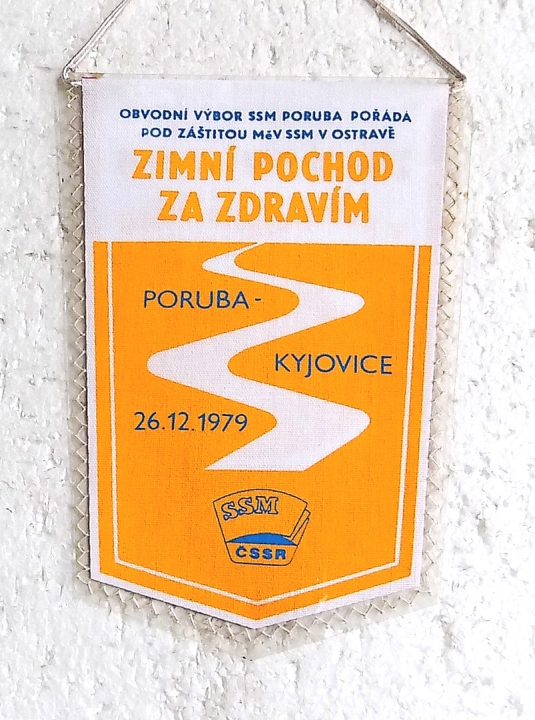 OBVODNÍ VÝBOR SSM PORUBA POŘÁDÁ
POD ZÁŠTITOU MěV SSM V OSTRAVĚ
ZIMNÍ POCHOD
ZA ZDRAVÍM
PORUBA-
KYJOVICE
26.12.1979
SSM
ČSSR